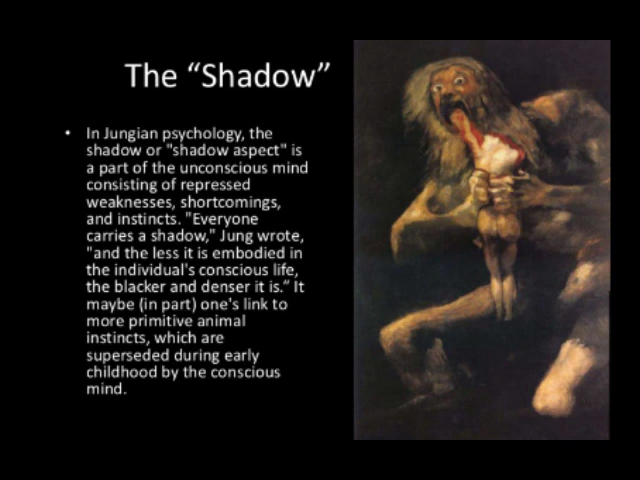 The “Shadow”
• In Jungian psychology, the
shadow or "shadow aspect" is
a part of the unconscious mind
consisting of repressed
weaknesses, shortcomings,
and instincts. "Everyone
carries a shadow," Jung wrote,
"and the less it is embodied in
the individual's conscious life,
the blacker and denser it is.“ It
maybe (in part) one's link to
more primitive animal
instincts, which are
superseded during early
childhood by the conscious
mind.